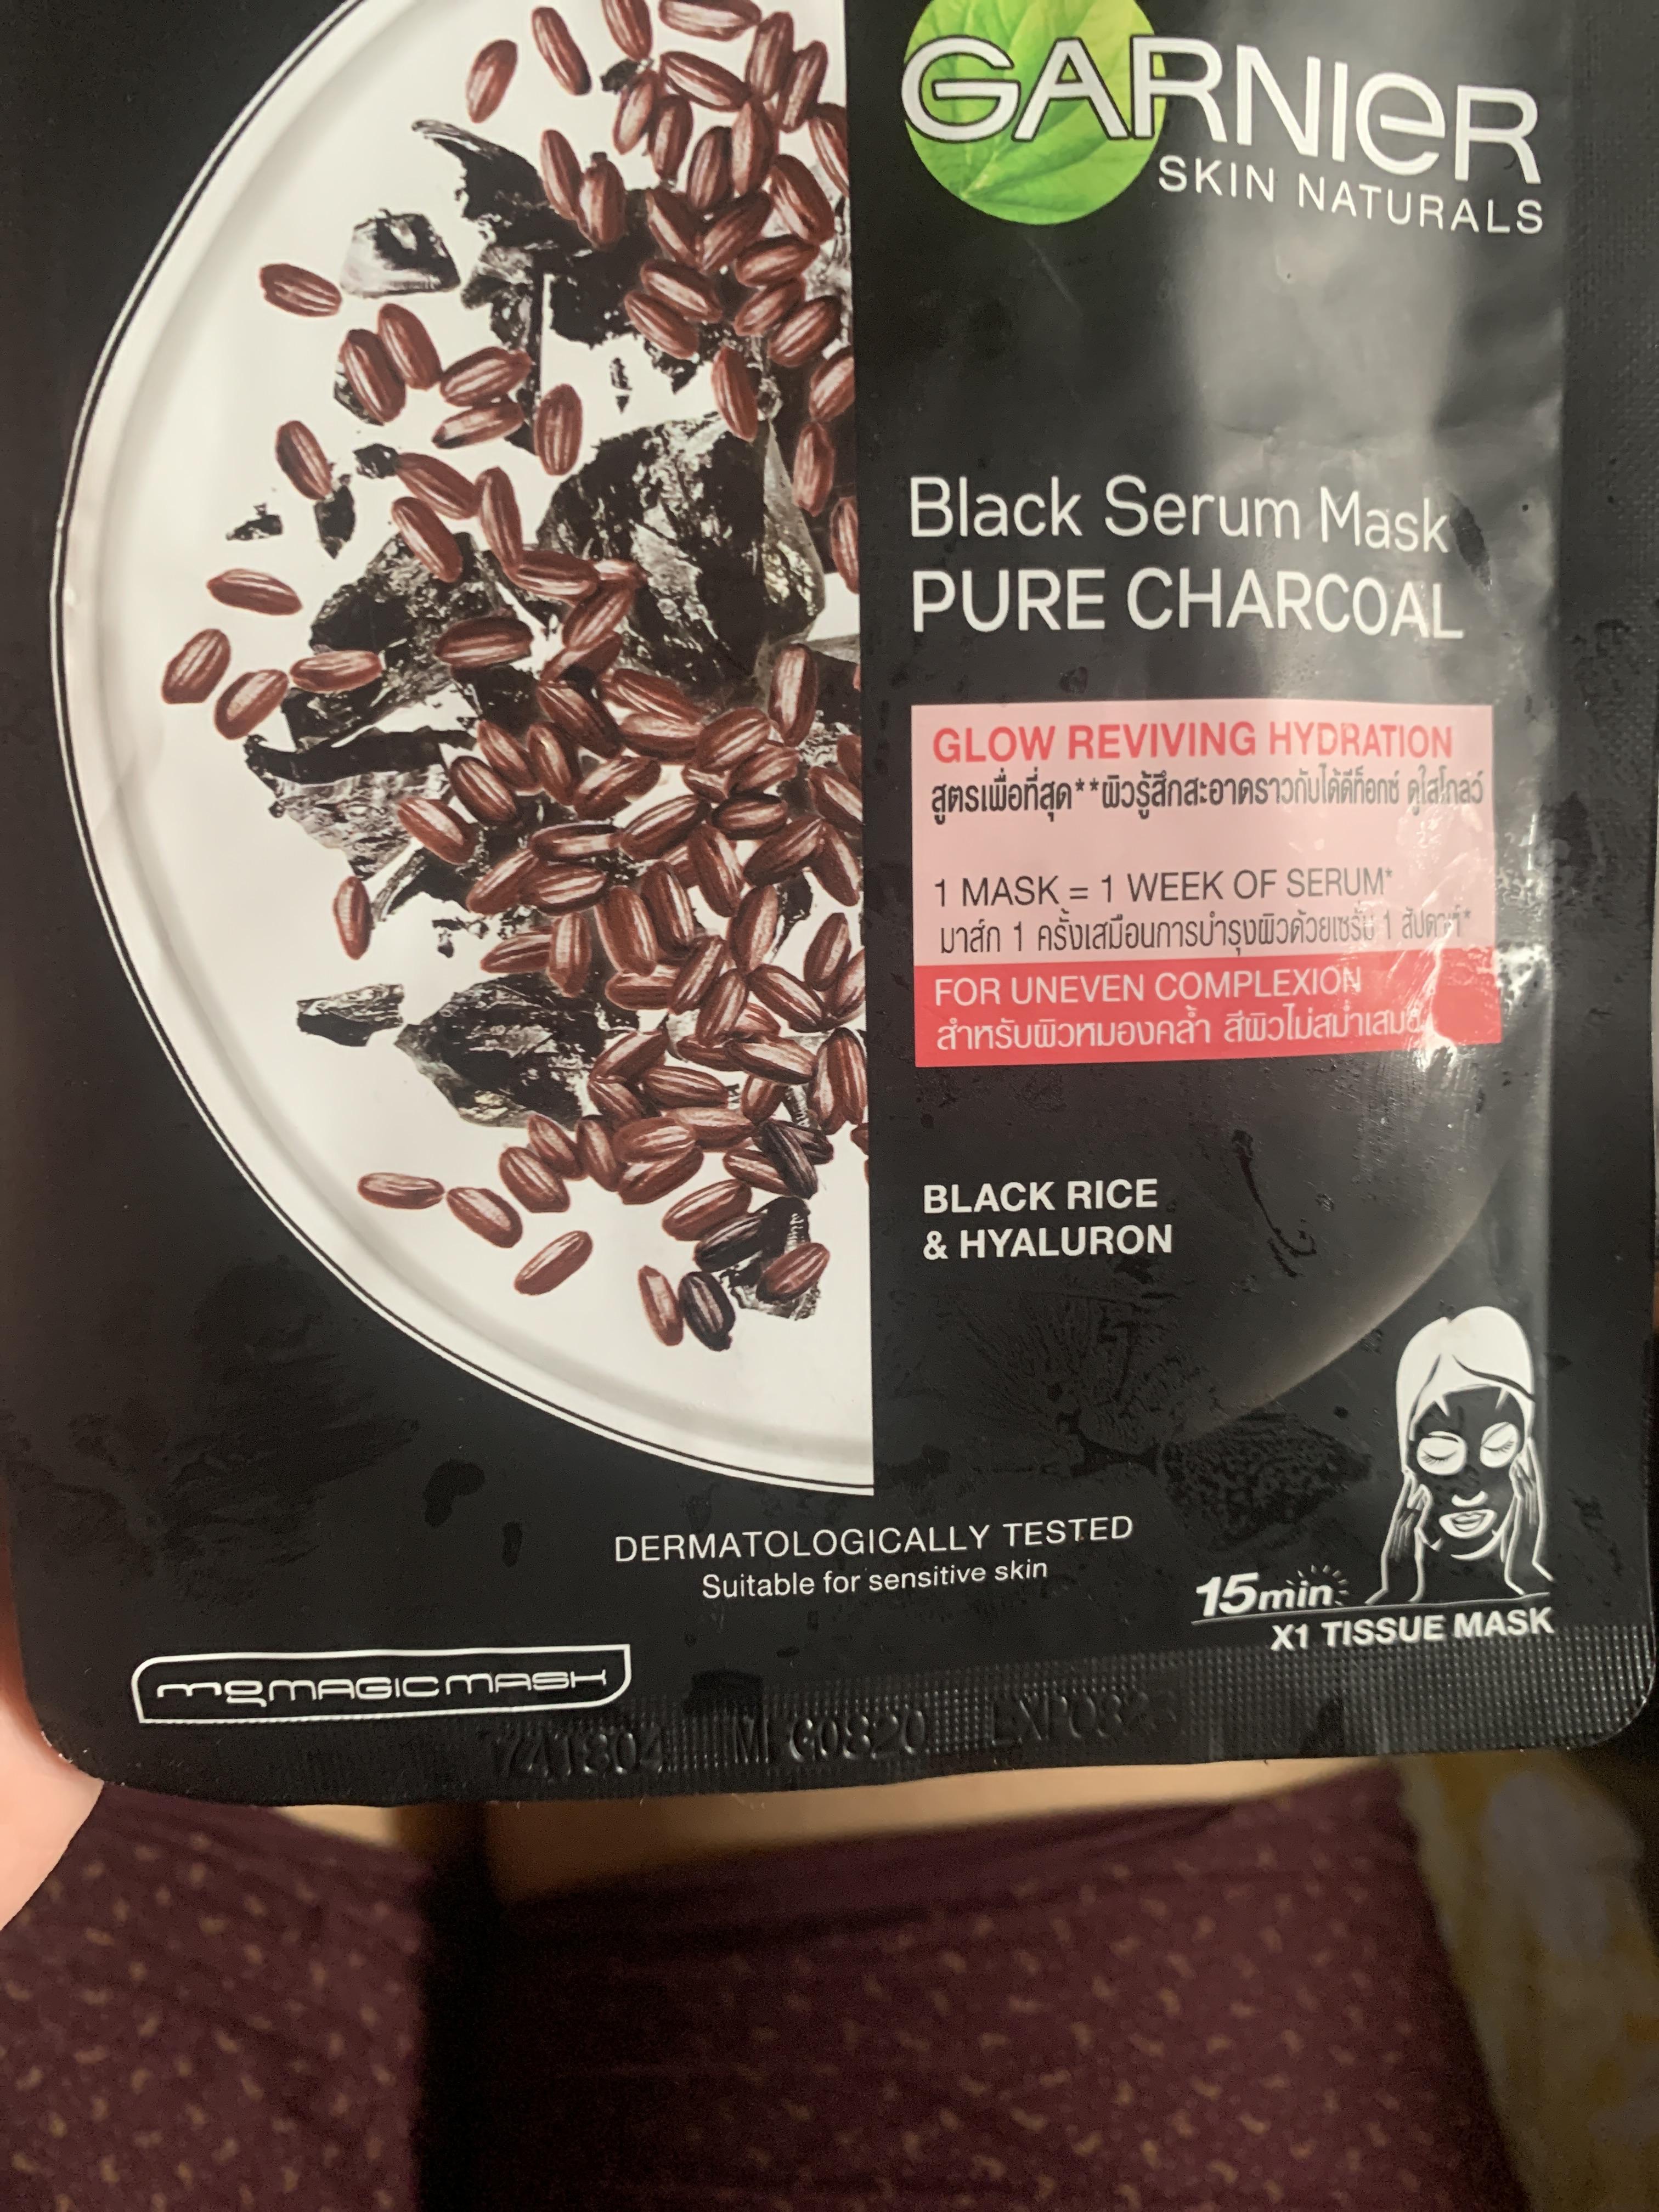 GARNIER
SKIN NATURALS
Black Serum Mask
PURE CHARCOAL
GLOW REVIVING HYDRATION
สูตรเพื่อที่สุด**ผิวรู้สึกสะอาดราวกับได้ดีท็อกซ์ ดูใสโกลว์
1 MASK = 1 WEEK OF SERUM*
มาส์ก 1 ครั้งเสมือนการบำรุงผิวด้วยเซรั่ม 1 สัปดาห์*
FOR UNEVEN COMPLEXION
สำหรับผิวหมองคล้ำ สีผิวไม่สม่ำเสมอ
BLACK RICE
& HYALURON
DERMATOLOGICALLY TESTED
Suitable for sensitive skin
15min
X1 TISSUE MASK
mg MAGIC MASK
MFG0820